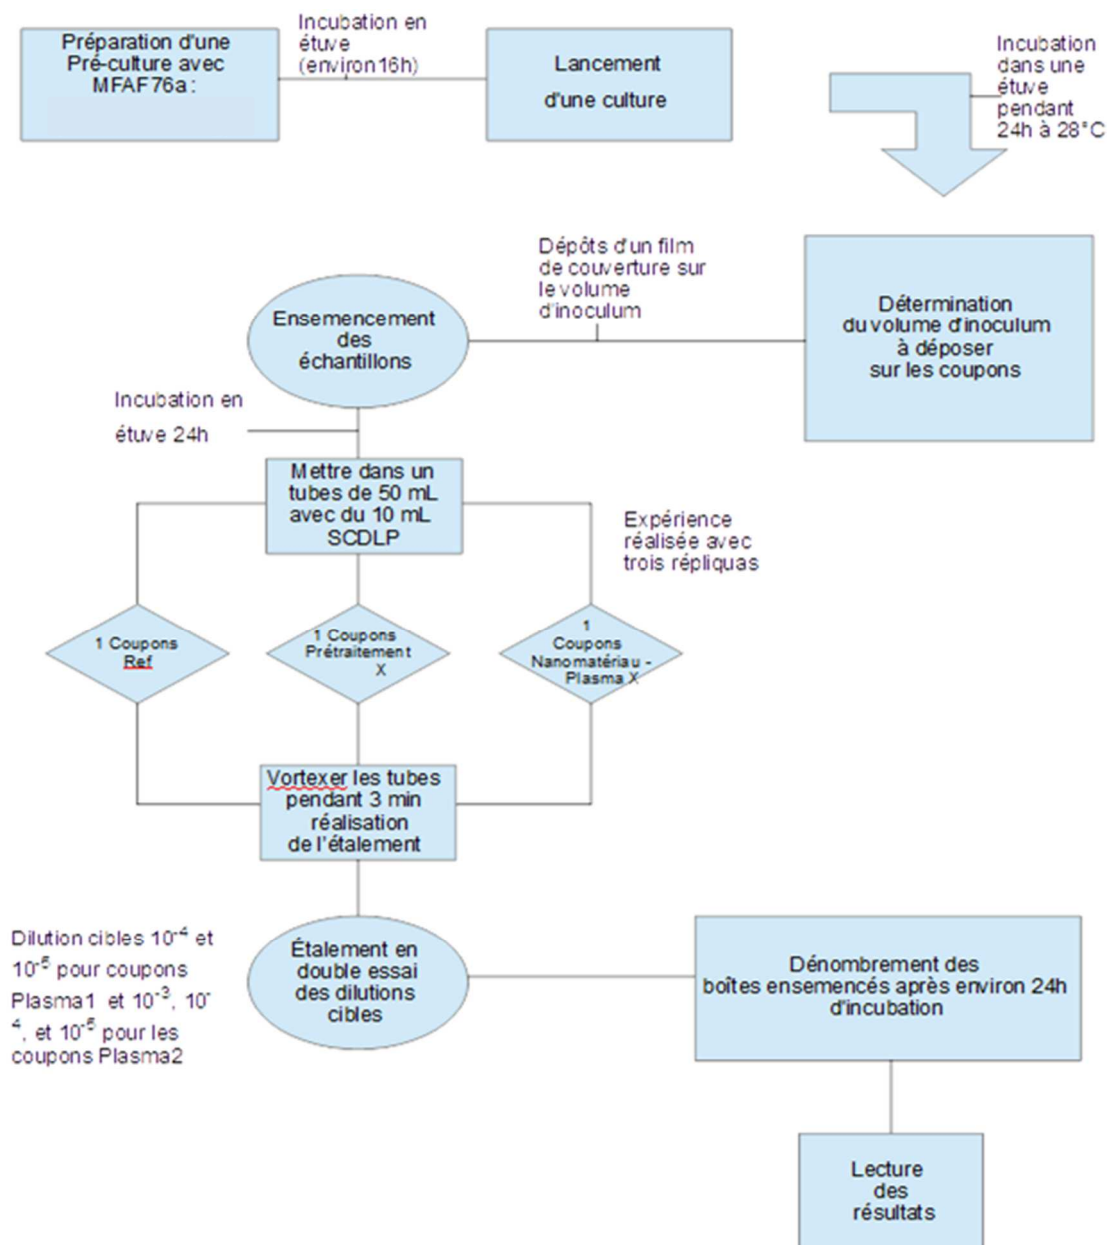 Préparation d'une
Pré-culture avec
MFAF76a :
Incubation en
étuve
(environ16h)
Lancement
d'une culture
Incubation
dans une
étuve
pendant
24h à 28°C
Détermination
du volume d'inoculum
à déposer
sur les coupons
Dépôts d'un film
de couverture sur
le volume
d'inoculum
Ensemencement
des
échantillons
Incubation en
étuve 24h
Mettre dans un
tubes de 50 mL
avec du 10 mL
SCDLP
Expérience
réalisée avec
trois répliquas
1 Coupons
Ref
1 Coupons
Prétraitement
X
1
Coupons
Nanomatériau -
Plasma X
Vortexer les tubes
pendant 3 min
réalisation
de l'étalement
Dilution cibles 10⁻⁴ et
10⁻⁵ pour coupons
Plasma1 et 10⁻³, 10⁻
⁴, et 10⁻⁵ pour les
coupons Plasma2
Étalement en
double essai
des dilutions
cibles
Dénombrement des
boîtes ensemencés après environ 24h
d'incubation
Lecture
des
résultats